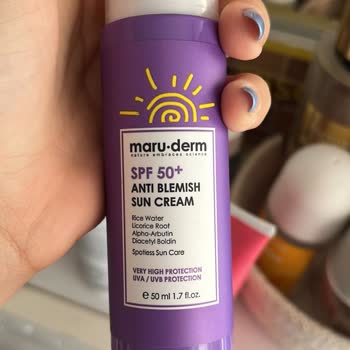 maru·derm
nature embraces science
SPF 50+
ANTI BLEMISH
SUN CREAM
Rice Water
Licorice Root
Alpha-Arbutin
Diacetyl Boldin
Spotless Sun Care
VERY HIGH PROTECTION
UVA / UVB PROTECTION
℮ 50 ml 1.7 fl.oz.